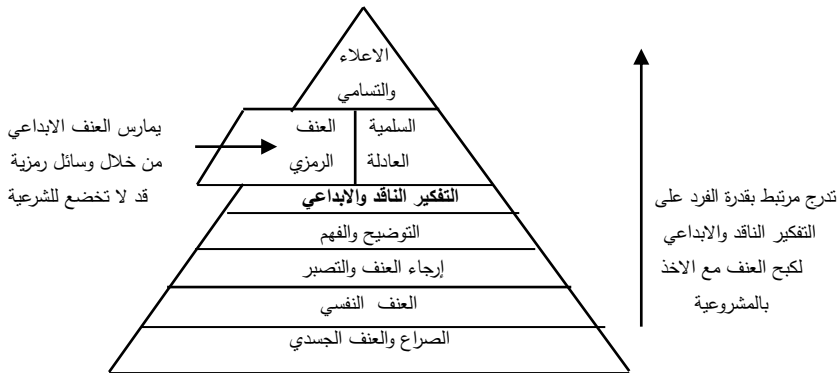 الاعلاء
والتسامي
السلمية
العادلة
العنف
الرمزي
يمارس العنف الابداعي
من خلال وسائل رمزية
قد لا تخضع للشرعية
التفكير الناقد والابداعي
التوضيح والفهم
إرجاء العنف والتصبر
العنف النفسي
الصراع والعنف الجسدي
تدرج مرتبط بقدرة الفرد على
التفكير الناقد والابداعي
لكبح العنف مع الاخذ
بالمشروعية